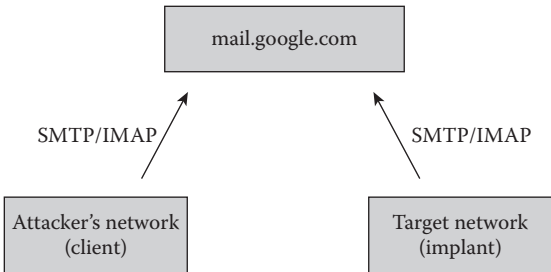 mail.google.com
SMTP/IMAP
SMTP/IMAP
Attacker's network
(client)
Target network
(implant)